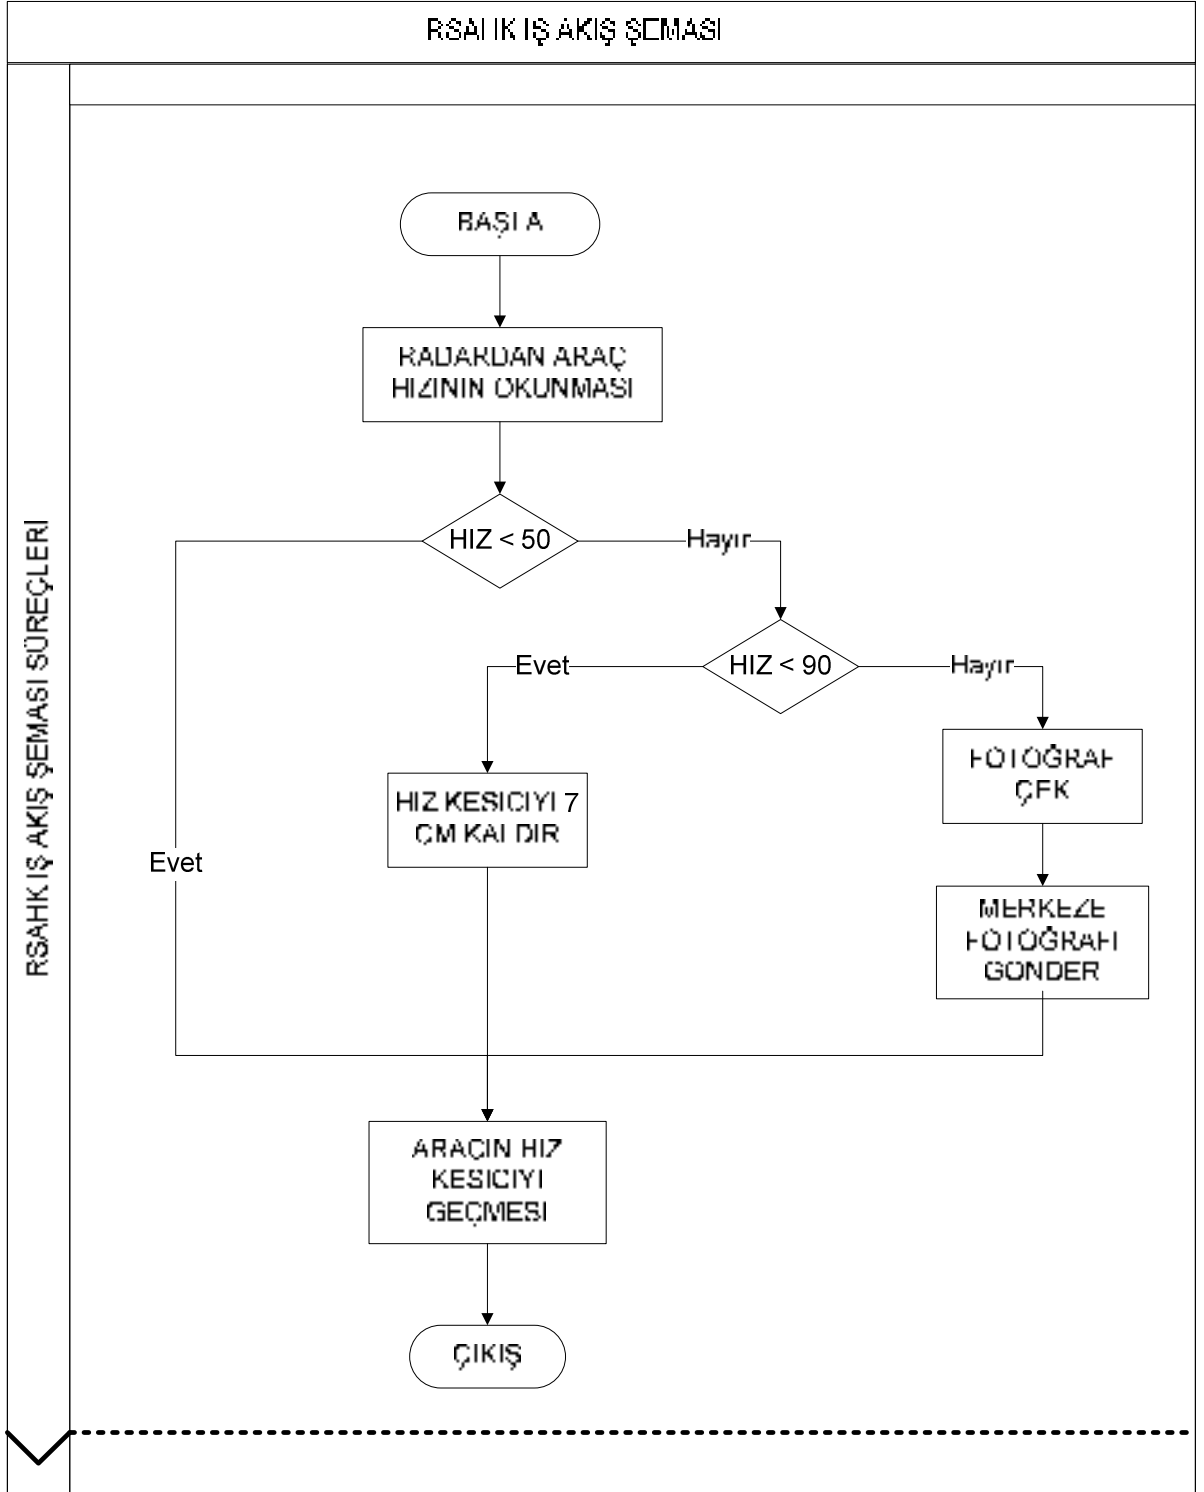 RSAHK İŞ AKIŞ ŞEMASI
RSAHK İŞ AKIŞ ŞEMASI SÜREÇLERİ
BAŞLA
RADARDAN ARAÇ
HIZININ OKUNMASI
HIZ < 50
Hayır
HIZ < 90
Evet
Hayır
FOTOĞRAF
ÇEK
HIZ KESİCİYİ 7
CM KALDIR
Evet
MERKEZE
FOTOĞRAFI
GÖNDER
ARACIN HIZ
KESİCİYİ
GEÇMESİ
ÇIKIŞ